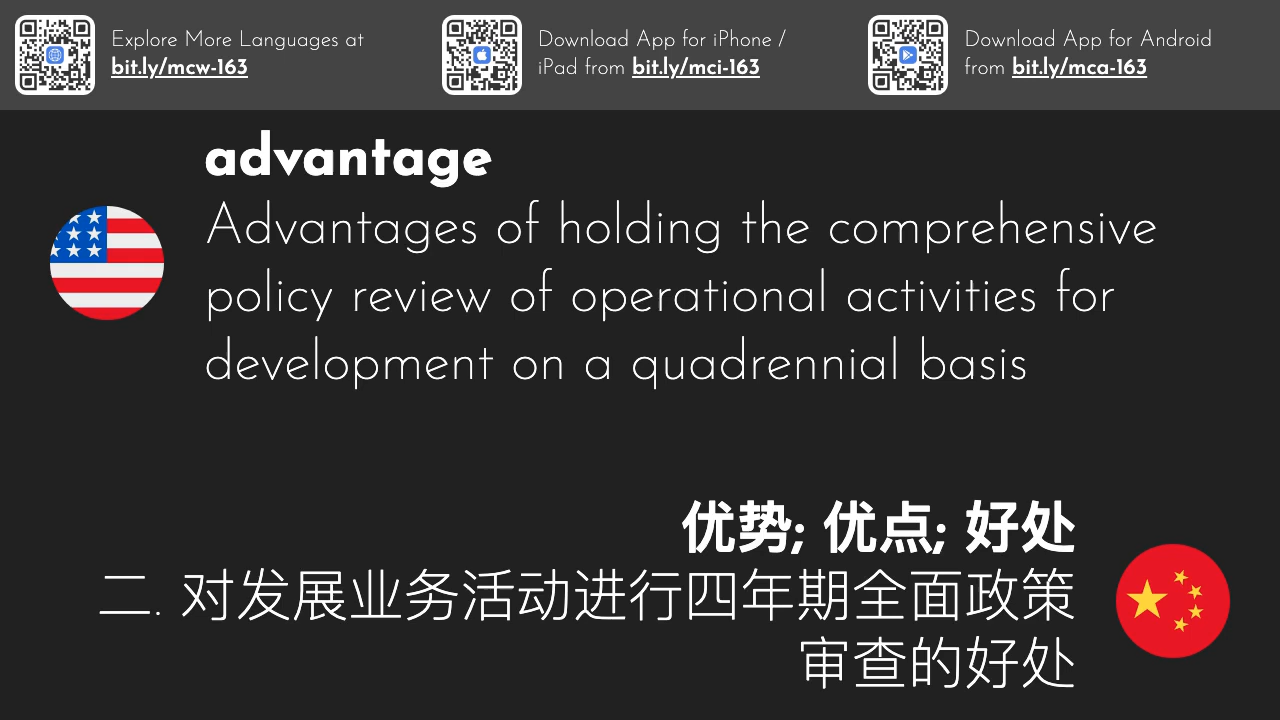 Explore More Languages at
bit.ly/mcw-163
Download App for iPhone /
iPad from bit.ly/mci-163
Download App for Android
from bit.ly/mca-163
advantage
Advantages of holding the comprehensive
policy review of operational activities for
development on a quadrennial basis
优势; 优点; 好处
二. 对发展业务活动进行四年期全面政策
审查的好处